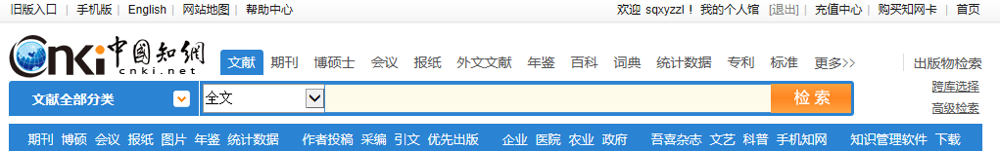 旧版入口 | 手机版 | English | 网站地图 | 帮助中心 欢迎 sqxyzzl！ 我的个人馆 [退出] | 充值中心 | 购买知网卡 | 首页
Cnki 中國知網
cnki.net
文献 期刊 博硕士 会议 报纸 外文文献 年鉴 百科 词典 统计数据 专利 标准 更多>> 出版物检索
文献全部分类 全文 检 索 跨库选择
高级检索
期刊 博硕 会议 报纸 图片 年鉴 统计数据 作者投稿 采编 引文 优先出版 企业 医院 农业 政府 吾喜杂志 文艺 科普 手机知网 知识管理软件 下载